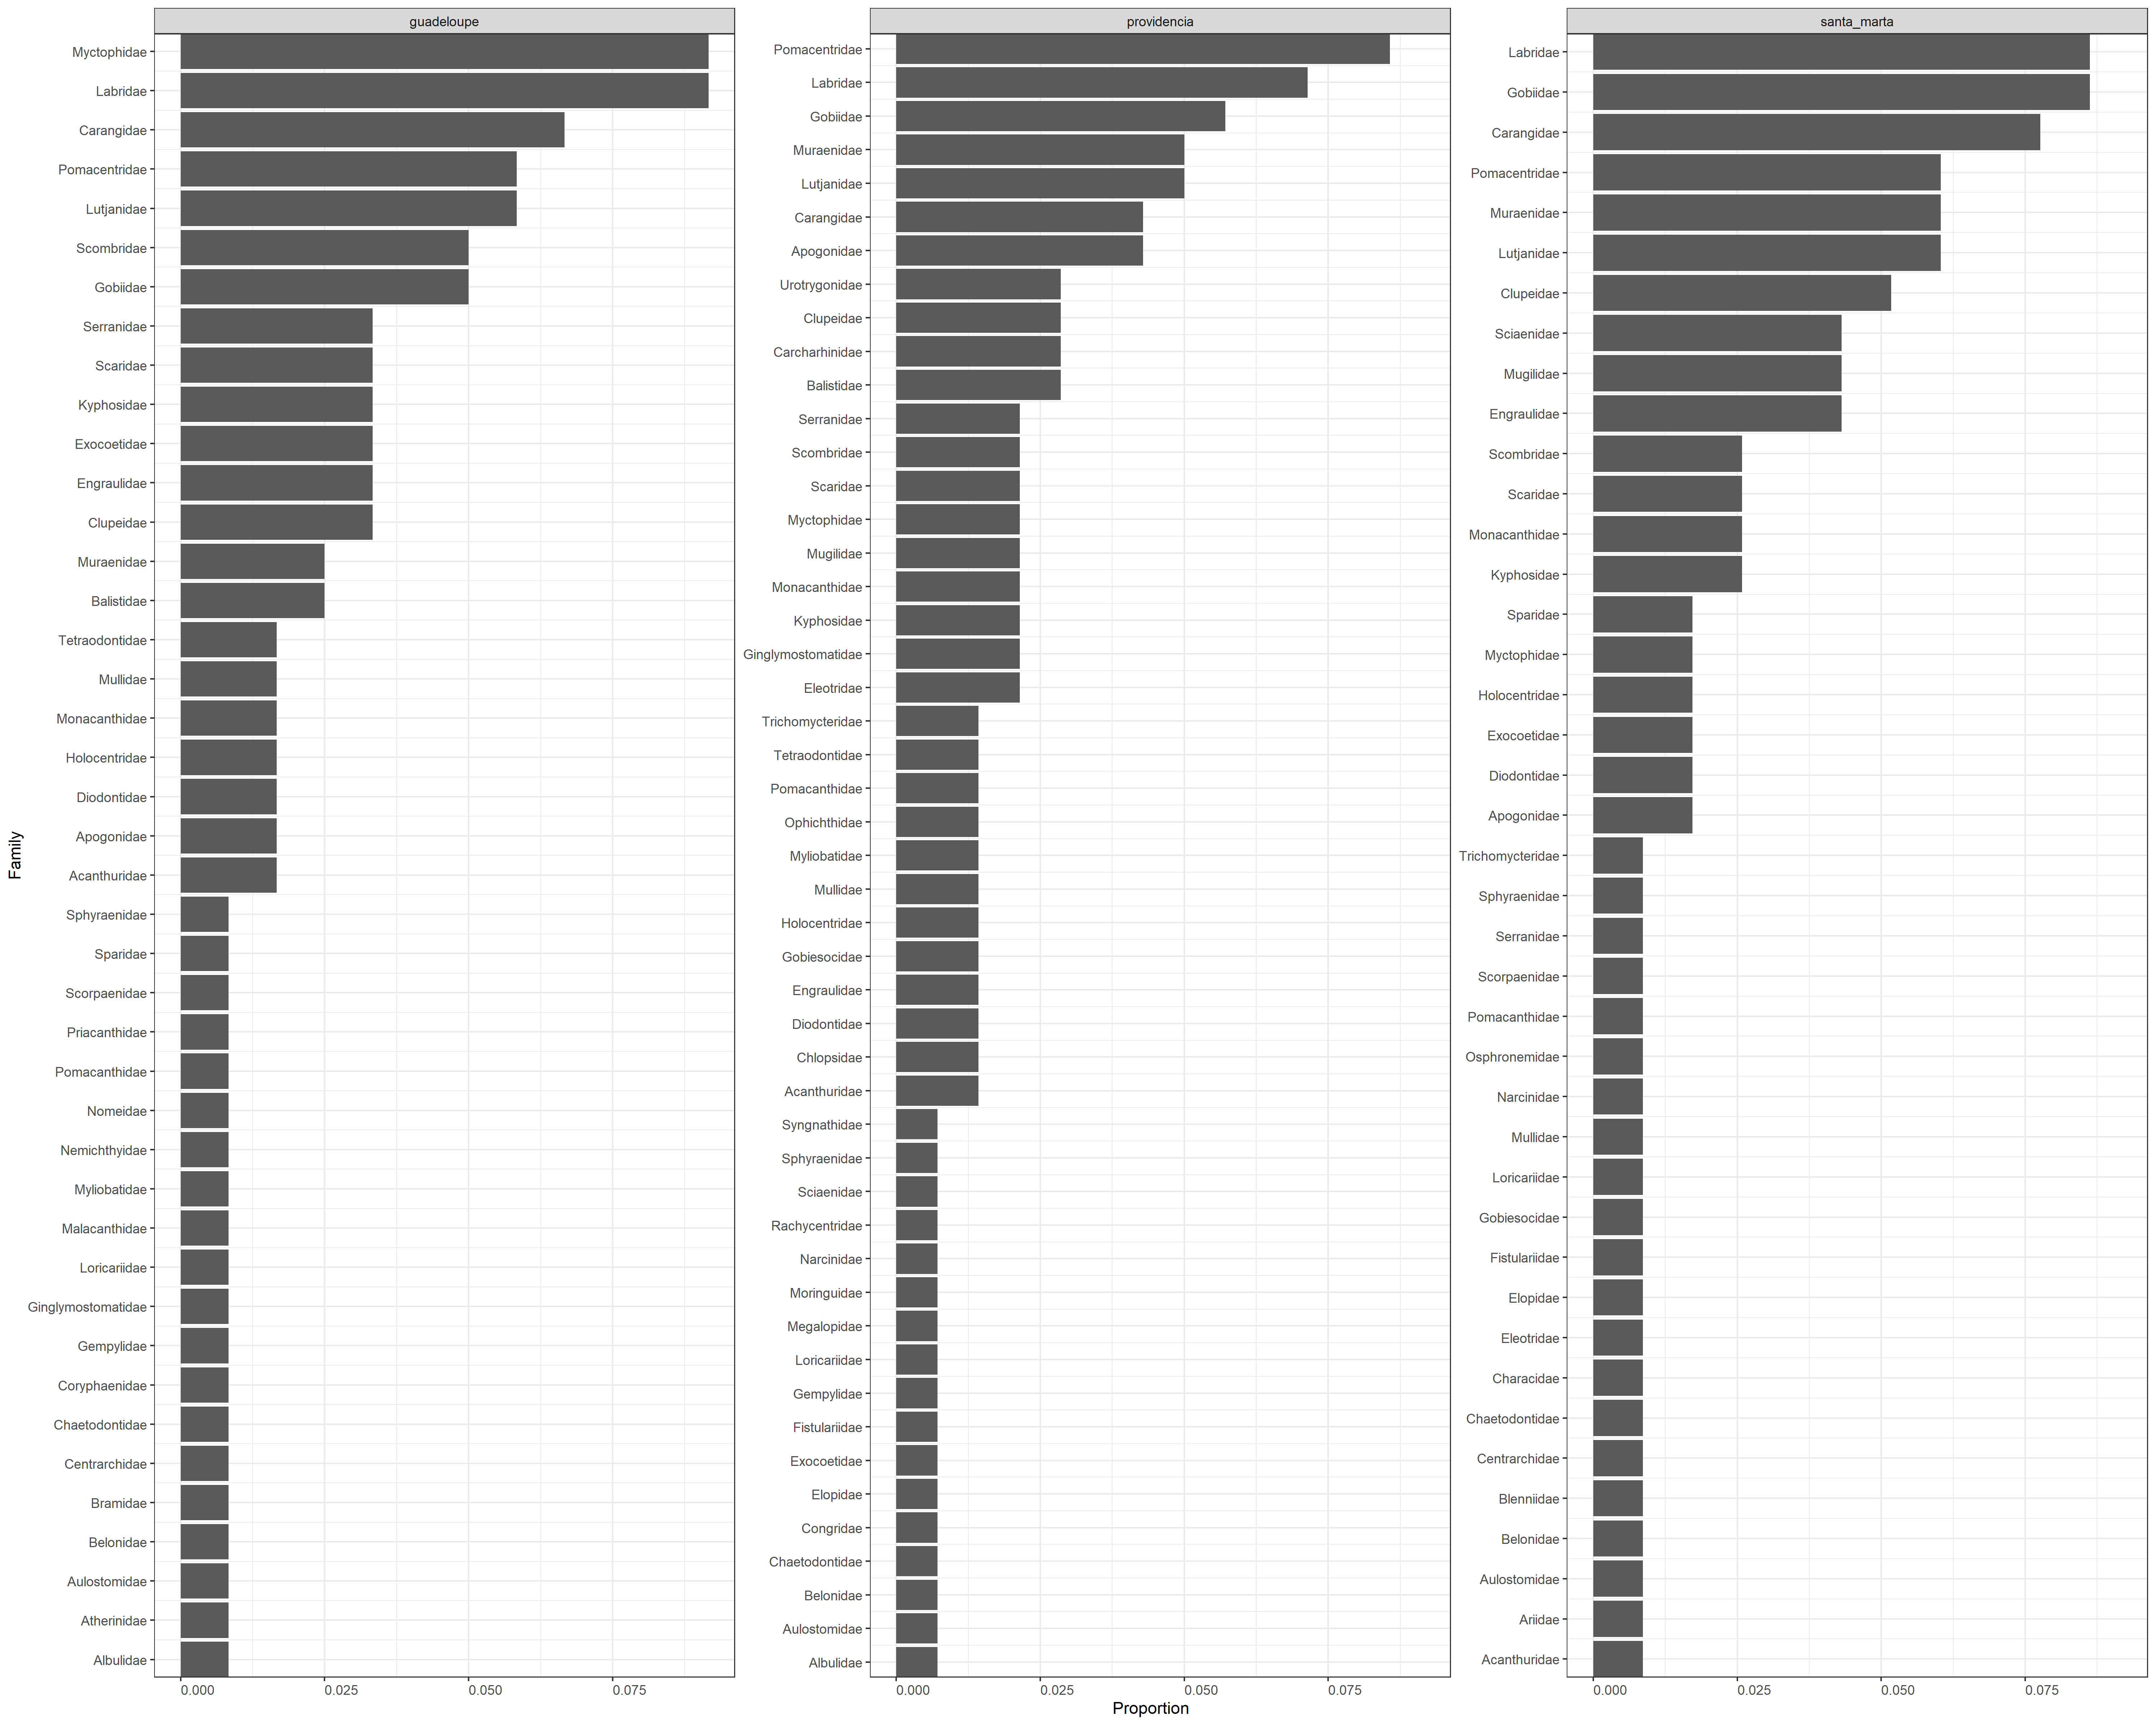 guadeloupe
Myctophidae
Labridae
Carangidae
Pomacentridae
Lutjanidae
Scombridae
Gobiidae
Serranidae
Scaridae
Kyphosidae
Exocoetidae
Engraulidae
Clupeidae
Muraenidae
Balistidae
Tetraodontidae
Mullidae
Monacanthidae
Holocentridae
Diodontidae
Apogonidae
Acanthuridae
Sphyraenidae
Sparidae
Scorpaenidae
Priacanthidae
Pomacanthidae
Nomeidae
Nemichthyidae
Myliobatidae
Malacanthidae
Loricariidae
Ginglymostomatidae
Gempylidae
Coryphaenidae
Chaetodontidae
Centrarchidae
Bramidae
Belonidae
Aulostomidae
Atherinidae
Albulidae
0.000 0.025 0.050 0.075
providencia
Pomacentridae
Labridae
Gobiidae
Muraenidae
Lutjanidae
Carangidae
Apogonidae
Urotrygonidae
Clupeidae
Carcharhinidae
Balistidae
Serranidae
Scombridae
Scaridae
Myctophidae
Mugilidae
Monacanthidae
Kyphosidae
Ginglymostomatidae
Eleotridae
Trichomycteridae
Tetraodontidae
Pomacanthidae
Ophichthidae
Myliobatidae
Mullidae
Holocentridae
Gobiesocidae
Engraulidae
Diodontidae
Chlopsidae
Acanthuridae
Syngnathidae
Sphyraenidae
Sciaenidae
Rachycentridae
Narcinidae
Moringuidae
Megalopidae
Loricariidae
Gempylidae
Fistulariidae
Exocoetidae
Elopidae
Congridae
Chaetodontidae
Belonidae
Aulostomidae
Albulidae
0.000 0.025 0.050 0.075
santa_marta
Labridae
Gobiidae
Carangidae
Pomacentridae
Muraenidae
Lutjanidae
Clupeidae
Sciaenidae
Mugilidae
Engraulidae
Scombridae
Scaridae
Monacanthidae
Kyphosidae
Sparidae
Myctophidae
Holocentridae
Exocoetidae
Diodontidae
Apogonidae
Trichomycteridae
Sphyraenidae
Serranidae
Scorpaenidae
Pomacanthidae
Osphronemidae
Narcinidae
Mullidae
Loricariidae
Gobiesocidae
Fistulariidae
Elopidae
Eleotridae
Characidae
Chaetodontidae
Centrarchidae
Blenniidae
Belonidae
Aulostomidae
Ariidae
Acanthuridae
0.000 0.025 0.050 0.075
Family
Proportion